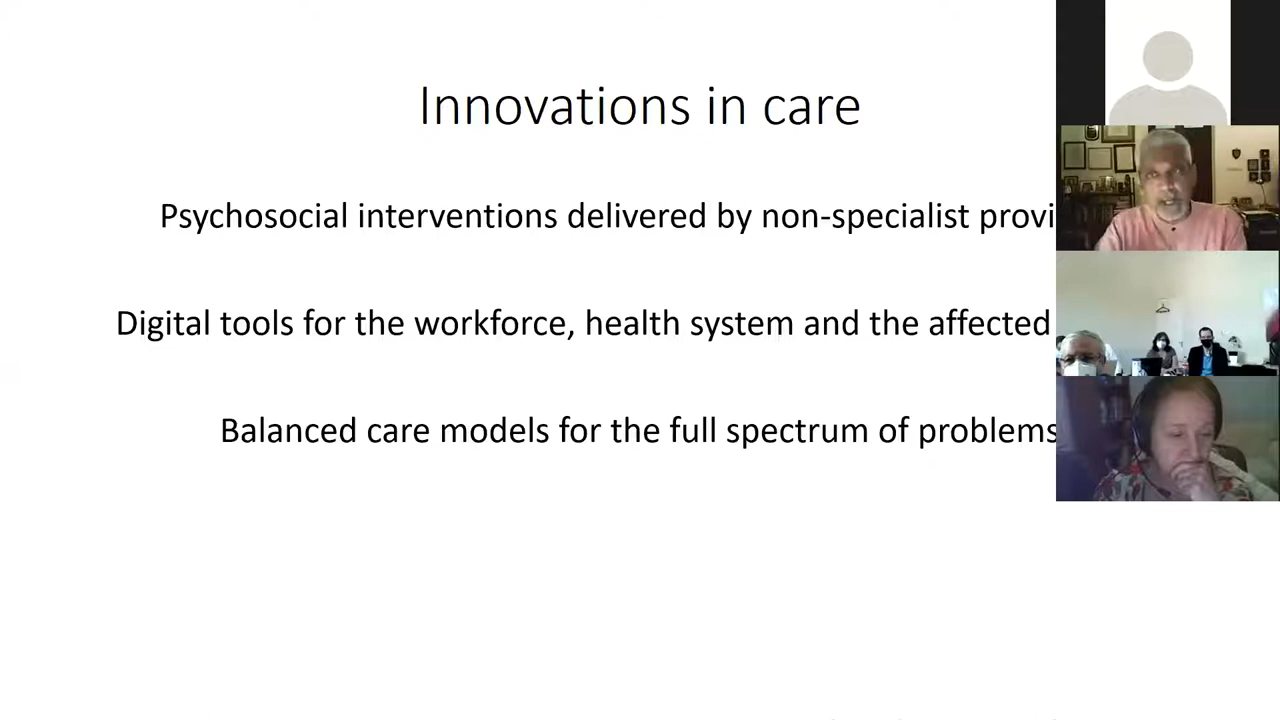 Innovations in care
Psychosocial interventions delivered by non-specialist
Digital tools for the workforce, health system and the affected
Balanced care models for the full spectrum of problems